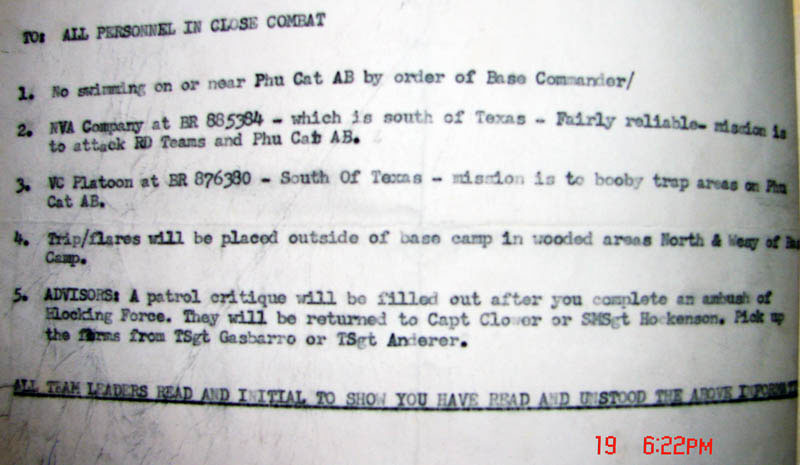 TO: ALL PERSONNEL IN CLOSE COMBAT
1. No swimming on or near Phu Cat AB by order of Base Commander/
2. NVA Company at BR 885384 - which is south of Texas - Fairly reliable- mission is
to attack RD Teams and Phu Cat AB.
3. VC Platoon at BR 876380 - South Of Texas - mission is to booby trap areas on Phu
Cat AB.
4. Trip/flares will be placed outside of base camp in wooded areas North & Wesy of Bas
Camp.
5. ADVISORS: A patrol critique will be filled out after you complete an ambush of
Blocking Force. They will be returned to Capt Clower or SMSgt Hockenson. Pick up
the forms from TSgt Gasbarro or TSgt Anderer.
ALL TEAM LEADERS READ AND INITIAL TO SHOW YOU HAVE READ AND UNSTOOD THE ABOVE INFORMAT
19 6:22PM